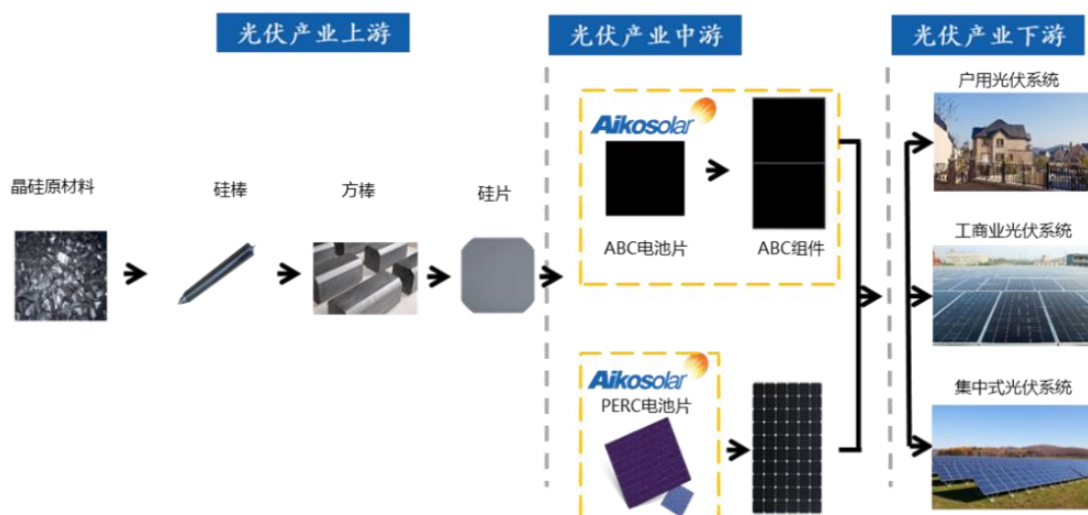 光伏产业上游
光伏产业中游
光伏产业下游
晶硅原材料
硅棒
方棒
硅片
Aikosolar
ABC电池片
ABC组件
Aikosolar
PERC电池片
户用光伏系统
工商业光伏系统
集中式光伏系统